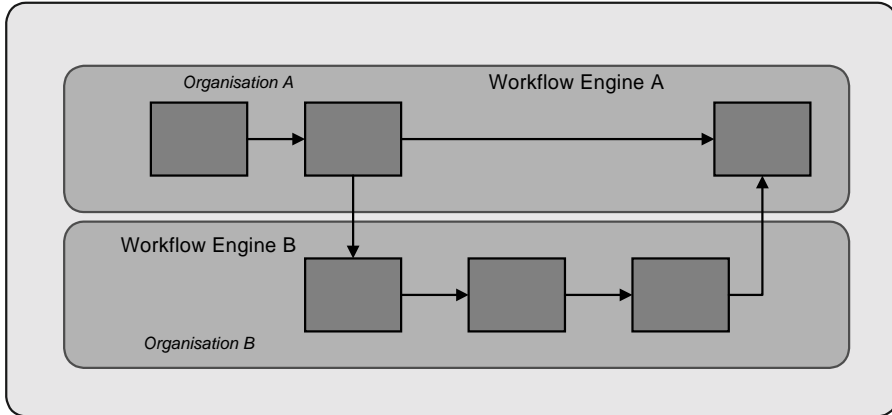 Organisation A
Workflow Engine A
Workflow Engine B
Organisation B